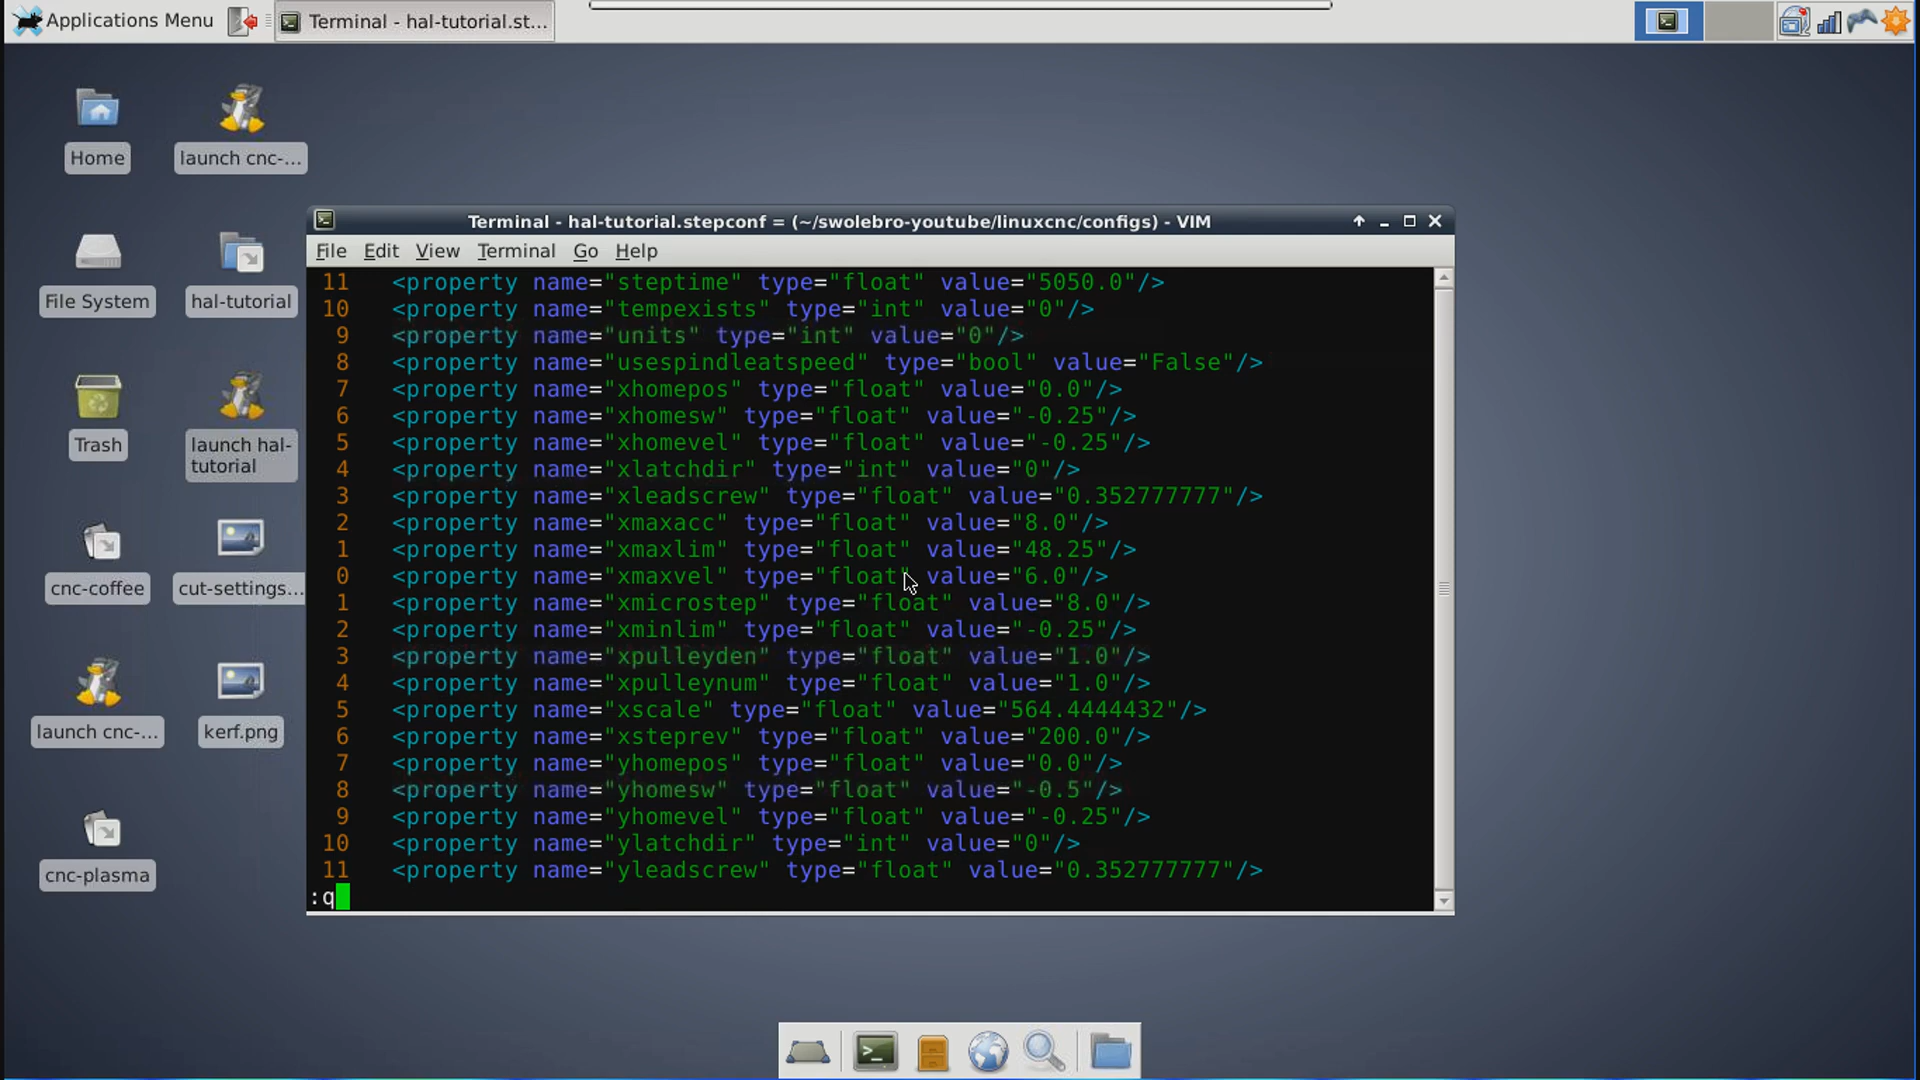 Applications Menu
Terminal - hal-tutorial.st...
Home
launch cnc-...
File System
hal-tutorial
Trash
launch hal-
tutorial
cnc-coffee
cut-settings...
launch cnc-...
kerf.png
cnc-plasma
Terminal - hal-tutorial.stepconf = (~/swolebro-youtube/linuxcnc/configs) - VIM
File Edit View Terminal Go Help
11 <property name="steptime" type="float" value="5050.0"/>
10 <property name="tempexists" type="int" value="0"/>
9 <property name="units" type="int" value="0"/>
8 <property name="usespindleatspeed" type="bool" value="False"/>
7 <property name="xhomepos" type="float" value="0.0"/>
6 <property name="xhomesw" type="float" value="-0.25"/>
5 <property name="xhomevel" type="float" value="-0.25"/>
4 <property name="xlatchdir" type="int" value="0"/>
3 <property name="xleadscrew" type="float" value="0.352777777"/>
2 <property name="xmaxacc" type="float" value="8.0"/>
1 <property name="xmaxlim" type="float" value="48.25"/>
0 <property name="xmaxvel" type="float" value="6.0"/>
1 <property name="xmicrostep" type="float" value="8.0"/>
2 <property name="xminlim" type="float" value="-0.25"/>
3 <property name="xpulleyden" type="float" value="1.0"/>
4 <property name="xpulleynum" type="float" value="1.0"/>
5 <property name="xscale" type="float" value="564.4444432"/>
6 <property name="xsteprev" type="float" value="200.0"/>
7 <property name="yhomepos" type="float" value="0.0"/>
8 <property name="yhomesw" type="float" value="-0.5"/>
9 <property name="yhomevel" type="float" value="-0.25"/>
10 <property name="ylatchdir" type="int" value="0"/>
11 <property name="yleadscrew" type="float" value="0.352777777"/>
:q